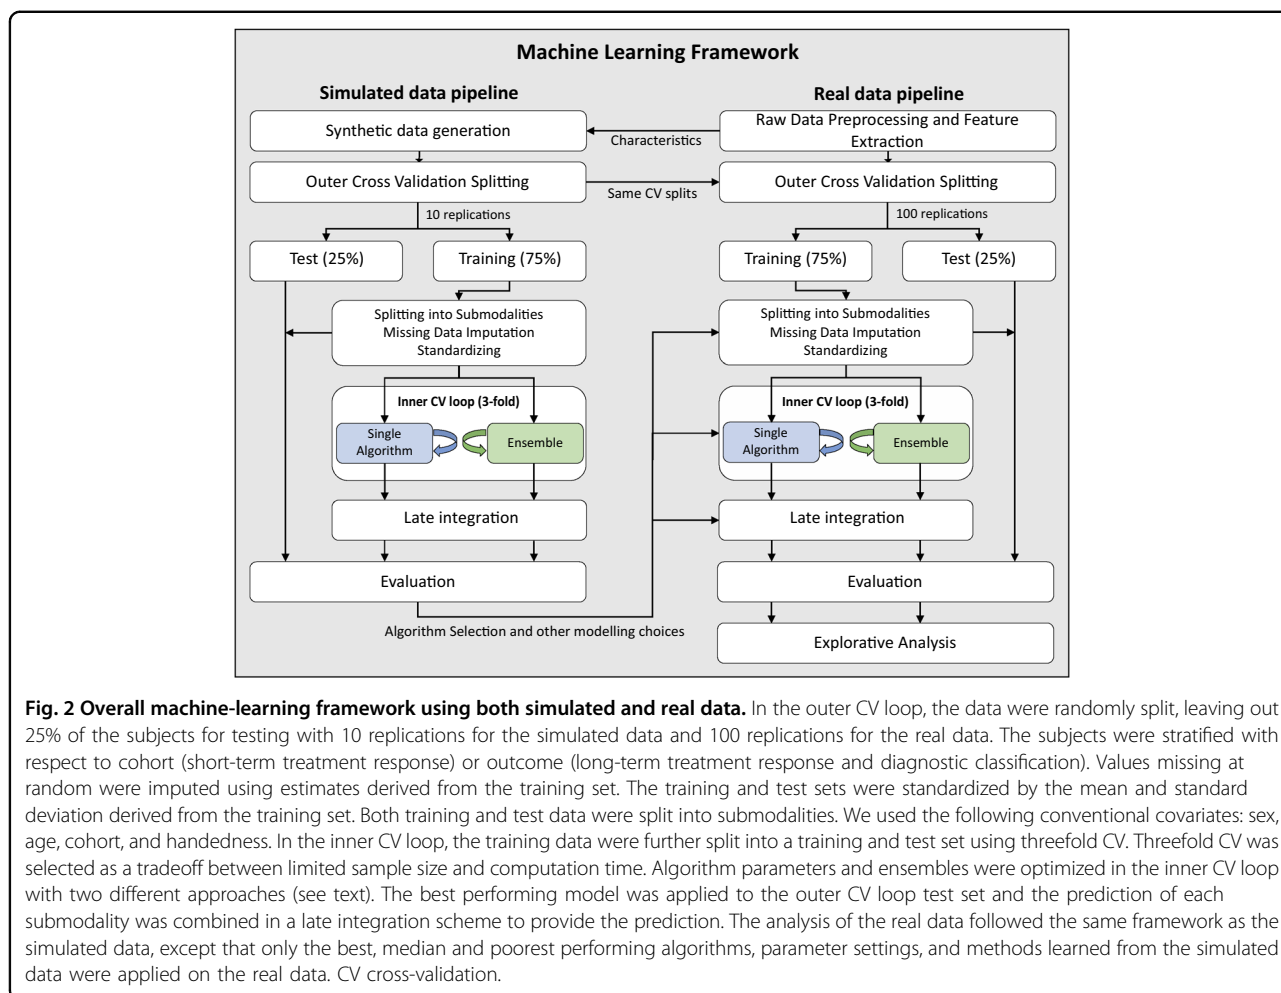 Machine Learning Framework
Simulated data pipeline
Real data pipeline
Synthetic data generation
Characteristics
Raw Data Preprocessing and Feature
Extraction
Outer Cross Validation Splitting
Same CV splits
Outer Cross Validation Splitting
10 replications
100 replications
Test (25%)
Training (75%)
Training (75%)
Test (25%)
Splitting into Submodalities
Missing Data Imputation
Standardizing
Splitting into Submodalities
Missing Data Imputation
Standardizing
Inner CV loop (3-fold)
Single
Algorithm
Ensemble
Inner CV loop (3-fold)
Single
Algorithm
Ensemble
Late integration
Late integration
Evaluation
Evaluation
Algorithm Selection and other modelling choices
Explorative Analysis
Fig. 2 Overall machine-learning framework using both simulated and real data. In the outer CV loop, the data were randomly split, leaving out
25% of the subjects for testing with 10 replications for the simulated data and 100 replications for the real data. The subjects were stratified with
respect to cohort (short-term treatment response) or outcome (long-term treatment response and diagnostic classification). Values missing at
random were imputed using estimates derived from the training set. The training and test sets were standardized by the mean and standard
deviation derived from the training set. Both training and test data were split into submodalities. We used the following conventional covariates: sex,
age, cohort, and handedness. In the inner CV loop, the training data were further split into a training and test set using threefold CV. Threefold CV was
selected as a tradeoff between limited sample size and computation time. Algorithm parameters and ensembles were optimized in the inner CV loop
with two different approaches (see text). The best performing model was applied to the outer CV loop test set and the prediction of each
submodality was combined in a late integration scheme to provide the prediction. The analysis of the real data followed the same framework as the
simulated data, except that only the best, median and poorest performing algorithms, parameter settings, and methods learned from the simulated
data were applied on the real data. CV cross-validation.